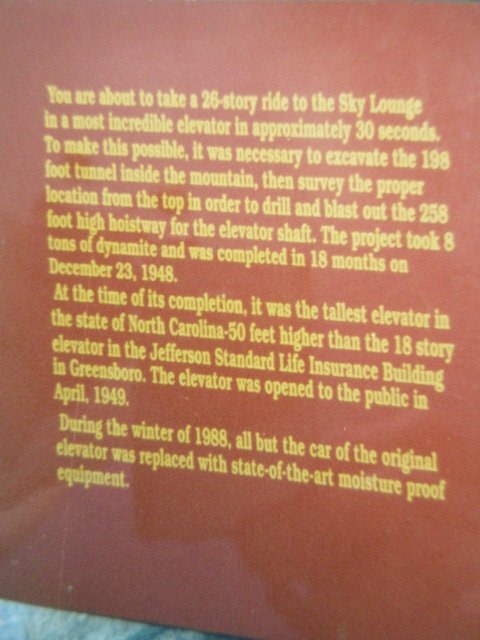 You are about to take a 26-story ride to the Sky Lounge
in a most incredible elevator in approximately 30 seconds.
To make this possible, it was necessary to excavate the 198
foot tunnel inside the mountain, then survey the proper
location from the top in order to drill and blast out the 258
foot high hoistway for the elevator shaft. The project took 8
tons of dynamite and was completed in 18 months on
December 23, 1948.
At the time of its completion, it was the tallest elevator in
the state of North Carolina-50 feet higher than the 18 story
elevator in the Jefferson Standard Life Insurance Building
in Greensboro. The elevator was opened to the public in
April, 1949.
During the winter of 1988, all but the car of the original
elevator was replaced with state-of-the-art moisture proof
equipment.